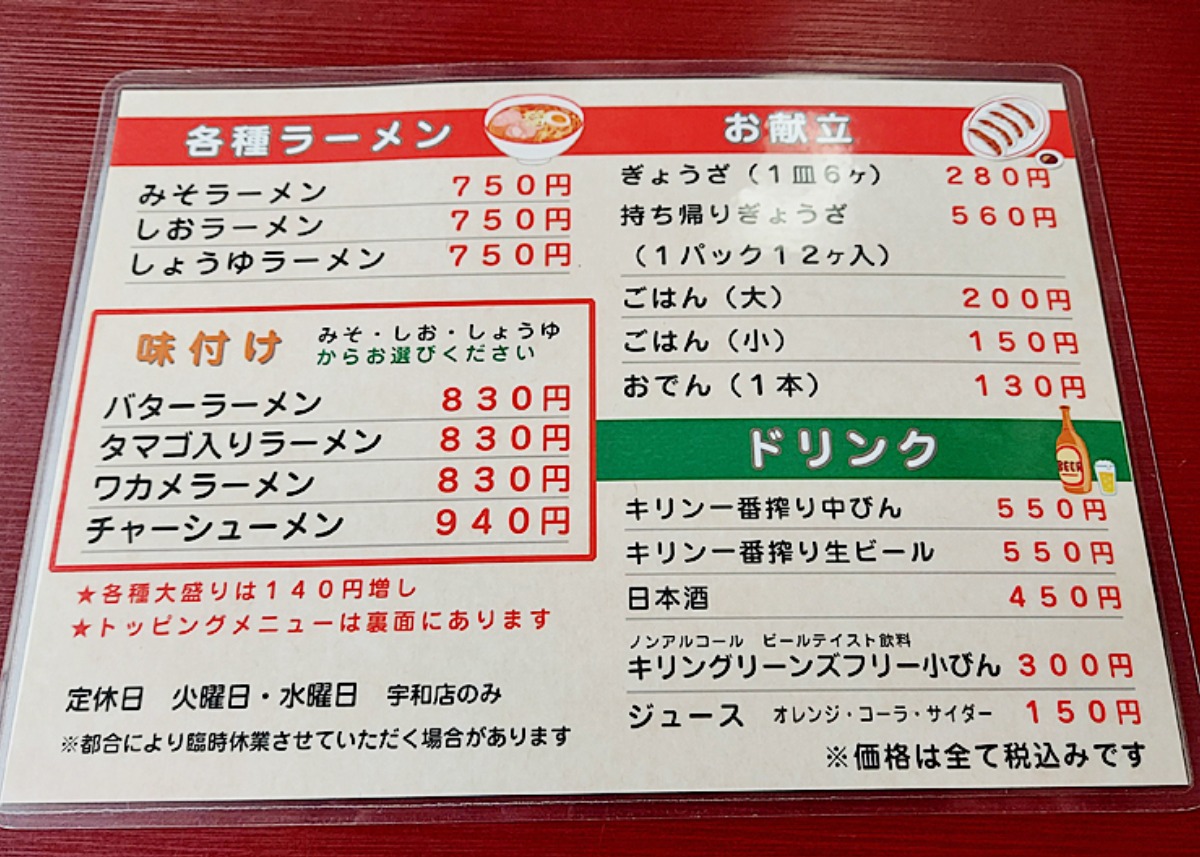 各種ラーメン
みそラーメン 750円
しおラーメン 750円
しょうゆラーメン 750円
味付け みそ・しお・しょうゆ
からお選びください
バターラーメン 830円
タマゴ入りラーメン 830円
ワカメラーメン 830円
チャーシューメン 940円
★各種大盛りは140円増し
★トッピングメニューは裏面にあります
定休日 火曜日・水曜日 宇和店のみ
※都合により臨時休業させていただく場合があります
お献立
ぎょうざ(1皿6ヶ) 280円
持ち帰りぎょうざ 560円
(1パック12ヶ入)
ごはん(大) 200円
ごはん(小) 150円
おでん(1本) 130円
ドリンク
BEER
キリン一番搾り中びん 550円
キリン一番搾り生ビール 550円
日本酒 450円
ノンアルコール ビールテイスト飲料
キリングリーンズフリー小びん 300円
ジュース オレンジ・コーラ・サイダー 150円
※価格は全て税込みです